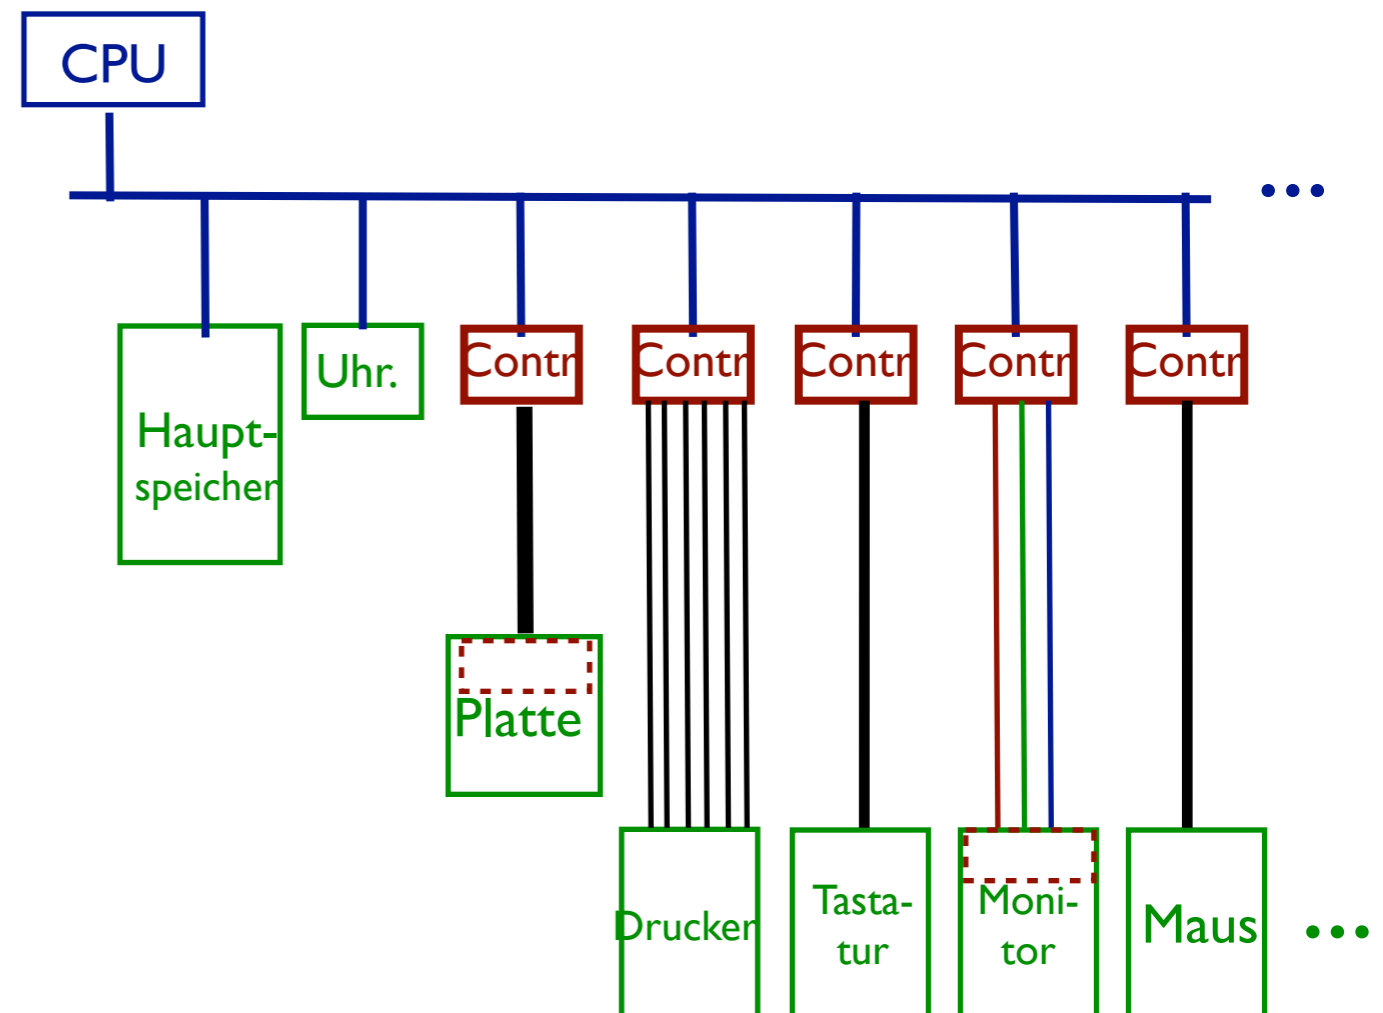 CPU
...
Haupt-
speicher
Uhr.
Contr
Contr
Contr
Contr
Contr
Platte
Drucker
Tasta-
tur
Moni-
tor
Maus
...